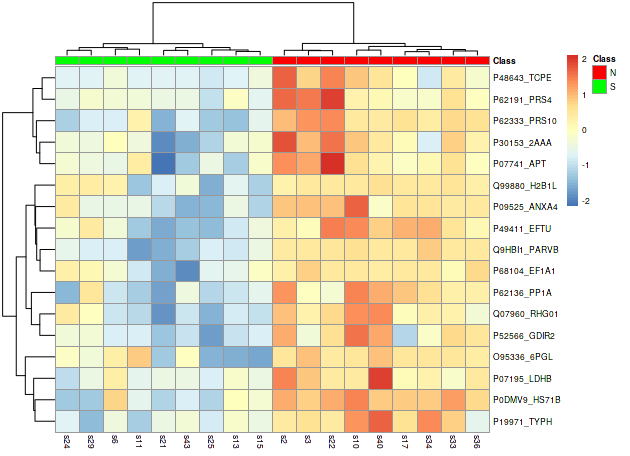 Class
P48643_TCPE
P62191_PRS4
P62333_PRS10
P30153_2AAA
P07741_APT
Q99880_H2B1L
P09525_ANXA4
P49411_EFTU
Q9HBI1_PARVB
P68104_EF1A1
P62136_PP1A
Q07960_RHG01
P52566_GDIR2
O95336_6PGL
P07195_LDHB
P0DMV9_HS71B
P19971_TYPH
s24 s29 s6 s11 s21 s43 s25 s13 s15 s2 s3 s22 s10 s40 s17 s34 s33 s36
2
1
0
-1
-2
Class
N
S